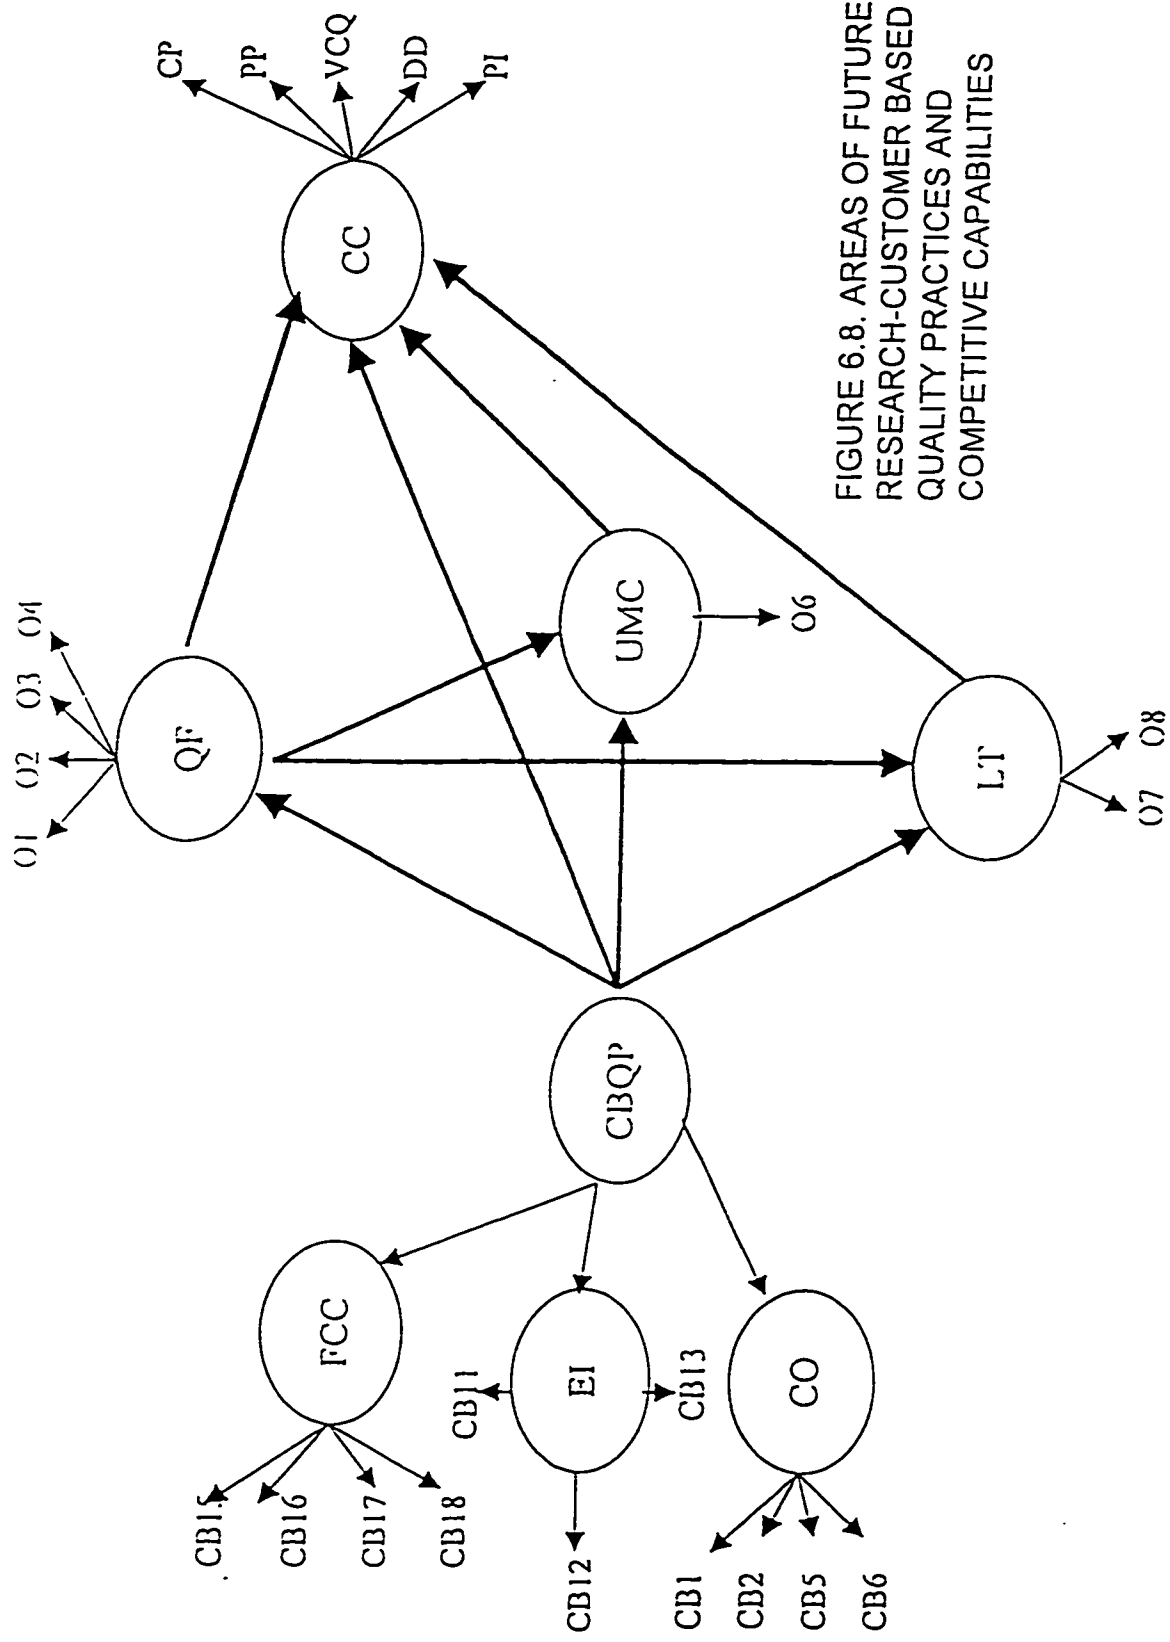 O1 O2 O3 O4
QF
CP
PP
VCQ
DD
PI
CC
CB15
CB16
CB17
CB18
FCC
CB11
CB12
EI
CB13
CBQP
UMC
O6
CB1
CB2
CB5
CB6
CO
LT
O7 O8
FIGURE 6.8. AREAS OF FUTURE
RESEARCH-CUSTOMER BASED
QUALITY PRACTICES AND
COMPETITIVE CAPABILITIES